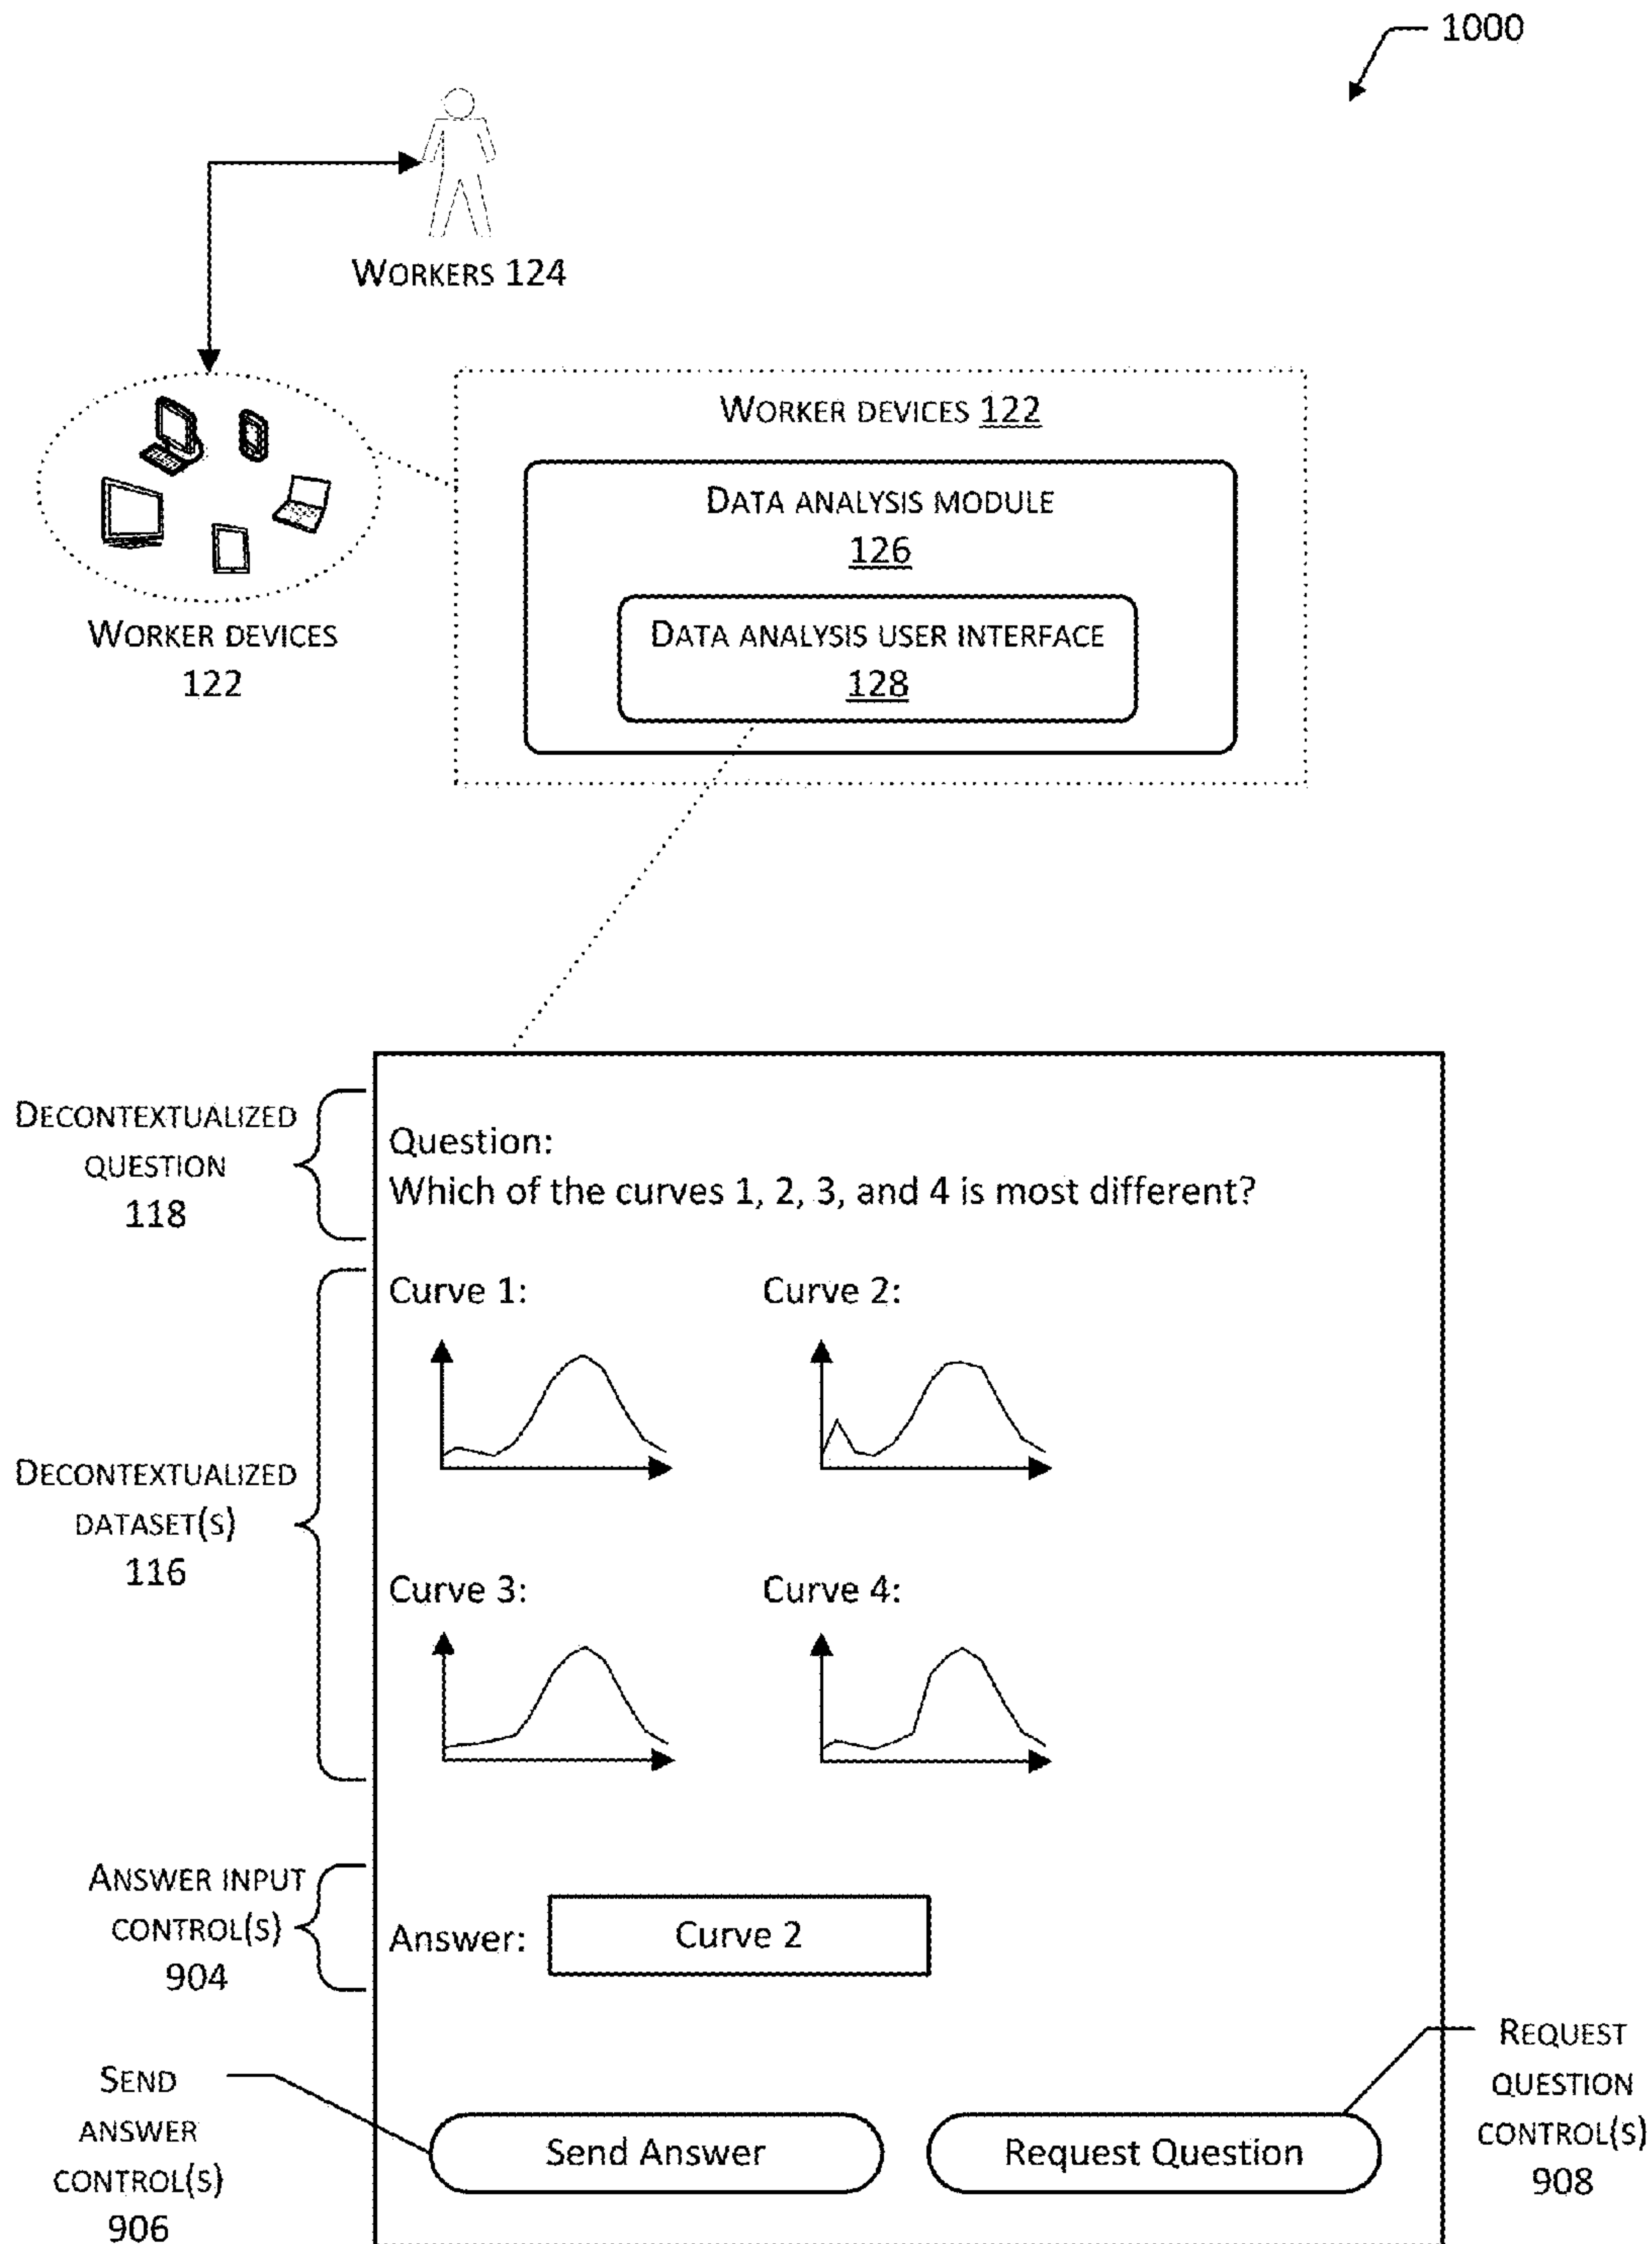 1000
WORKERS 124
WORKER DEVICES 122
DATA ANALYSIS MODULE
126
DATA ANALYSIS USER INTERFACE
128
WORKER DEVICES
122
DECONTEXTUALIZED
QUESTION
118
Question:
Which of the curves 1, 2, 3, and 4 is most different?
DECONTEXTUALIZED
DATASET(S)
116
Curve 1:
Curve 2:
Curve 3:
Curve 4:
ANSWER INPUT
CONTROL(S)
904
Answer:
Curve 2
SEND
ANSWER
CONTROL(S)
906
Send Answer
Request Question
REQUEST
QUESTION
CONTROL(S)
908